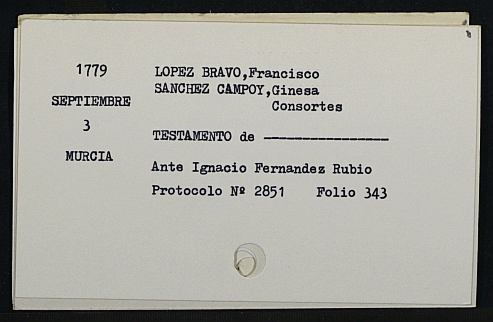 1779
SEPTIEMBRE
3
MURCIA
LOPEZ BRAVO,Francisco
SANCHEZ CAMPOY,Ginesa
Consortes
TESTAMENTO de ----------------
Ante Ignacio Fernandez Rubio
Protocolo Nº 2851 Folio 343